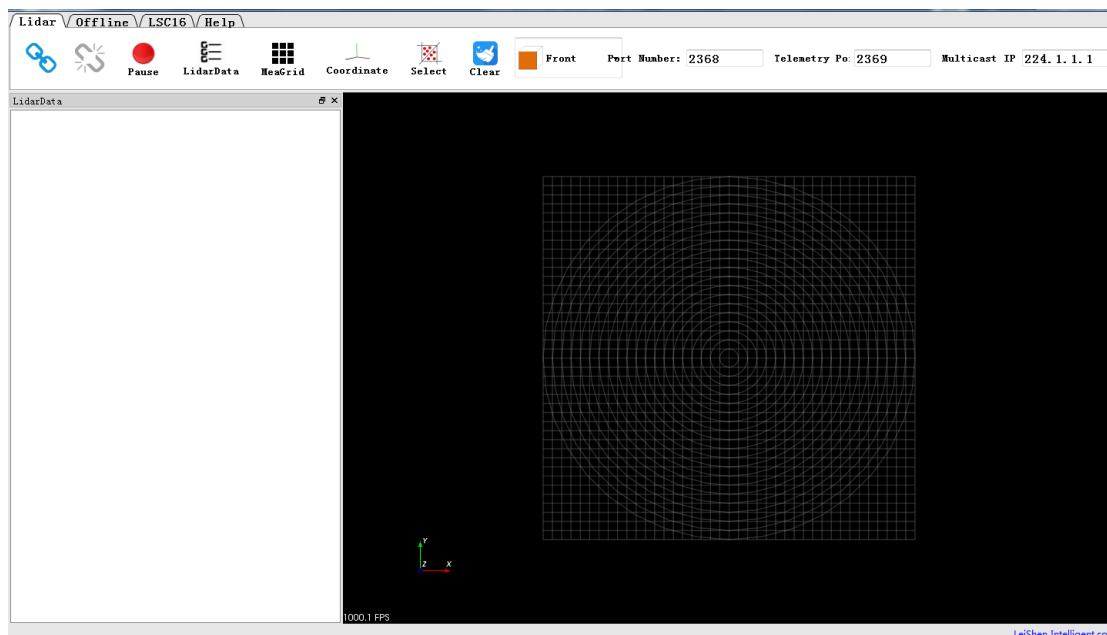 Lidar Offline LSC16 Help
Pause LidarData MeaGrid Coordinate Select Clear Front Port Number: 2368 Telemetry Po 2369 Multicast IP 224.1.1.1
LidarData
Y
Z X
1000.1 FPS
LeiShen Intelligent